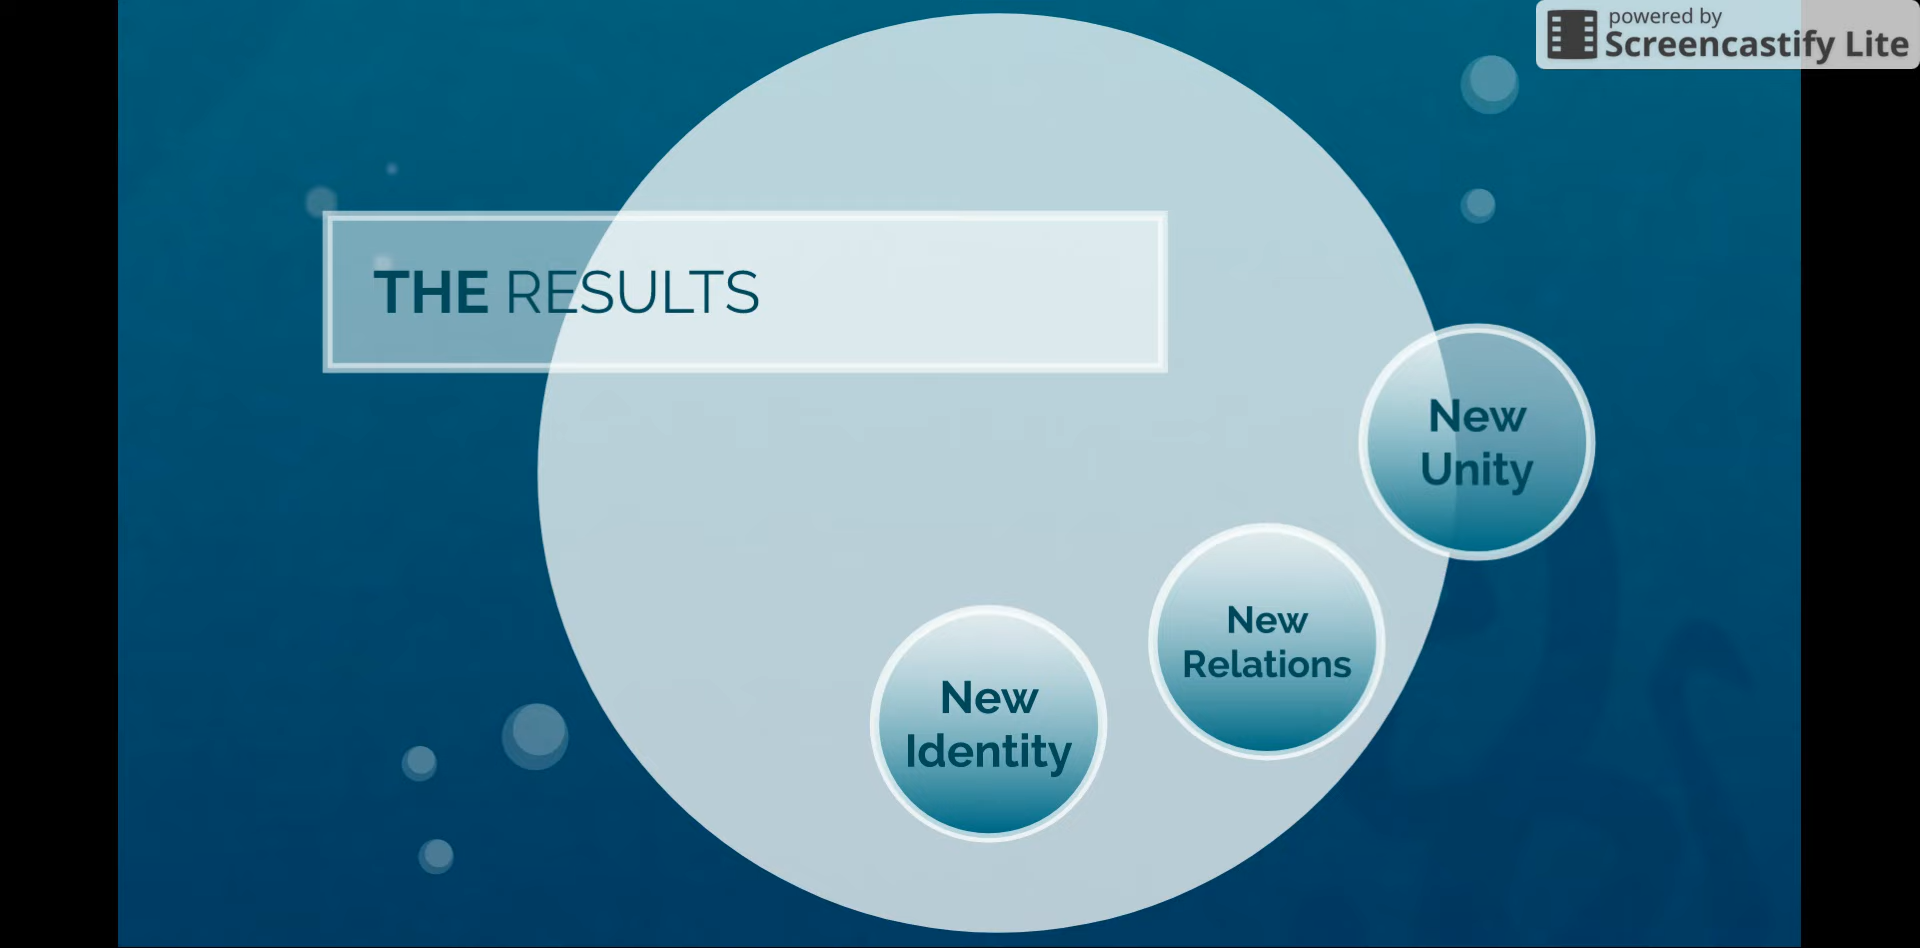 powered by
Screencastify Lite
THE RESULTS
New
Unity
New
Relations
New
Identity